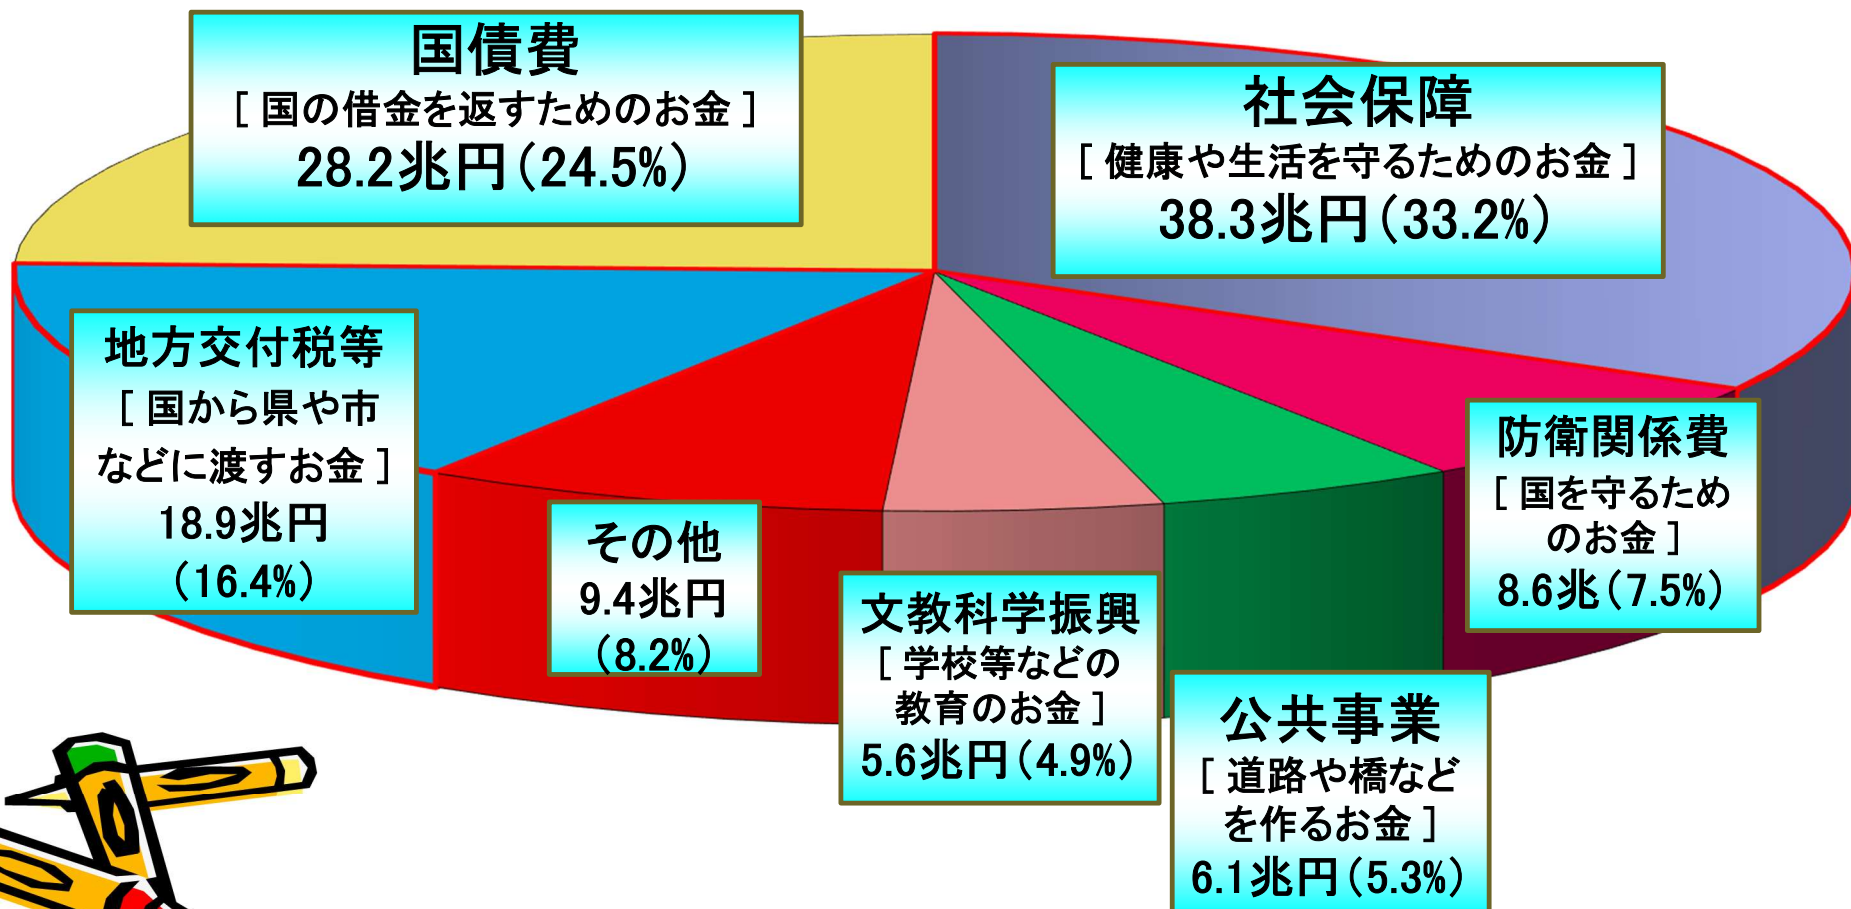 国債費
[ 国の借金を返すためのお金 ]
28.2兆円(24.5%)
社会保障
[ 健康や生活を守るためのお金 ]
38.3兆円(33.2%)
地方交付税等
[ 国から県や市
などに渡すお金 ]
18.9兆円
(16.4%)
その他
9.4兆円
(8.2%)
文教科学振興
[ 学校等などの
教育のお金 ]
5.6兆円(4.9%)
公共事業
[ 道路や橋など
を作るお金 ]
6.1兆円(5.3%)
防衛関係費
[ 国を守るため
のお金 ]
8.6兆(7.5%)